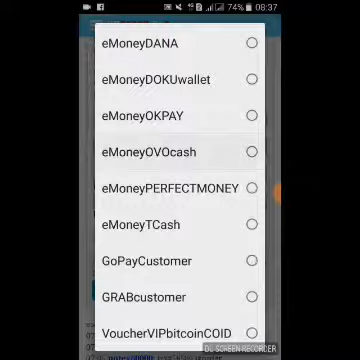 74% 08:37
eMoneyDANA
eMoneyDOKUwallet
eMoneyOKPAY
eMoneyOVOcash
eMoneyPERFECTMONEY
eMoneyTCash
GoPayCustomer
GRABcustomer
VoucherVIPbitcoinCOID
DU SCREEN RECORDER